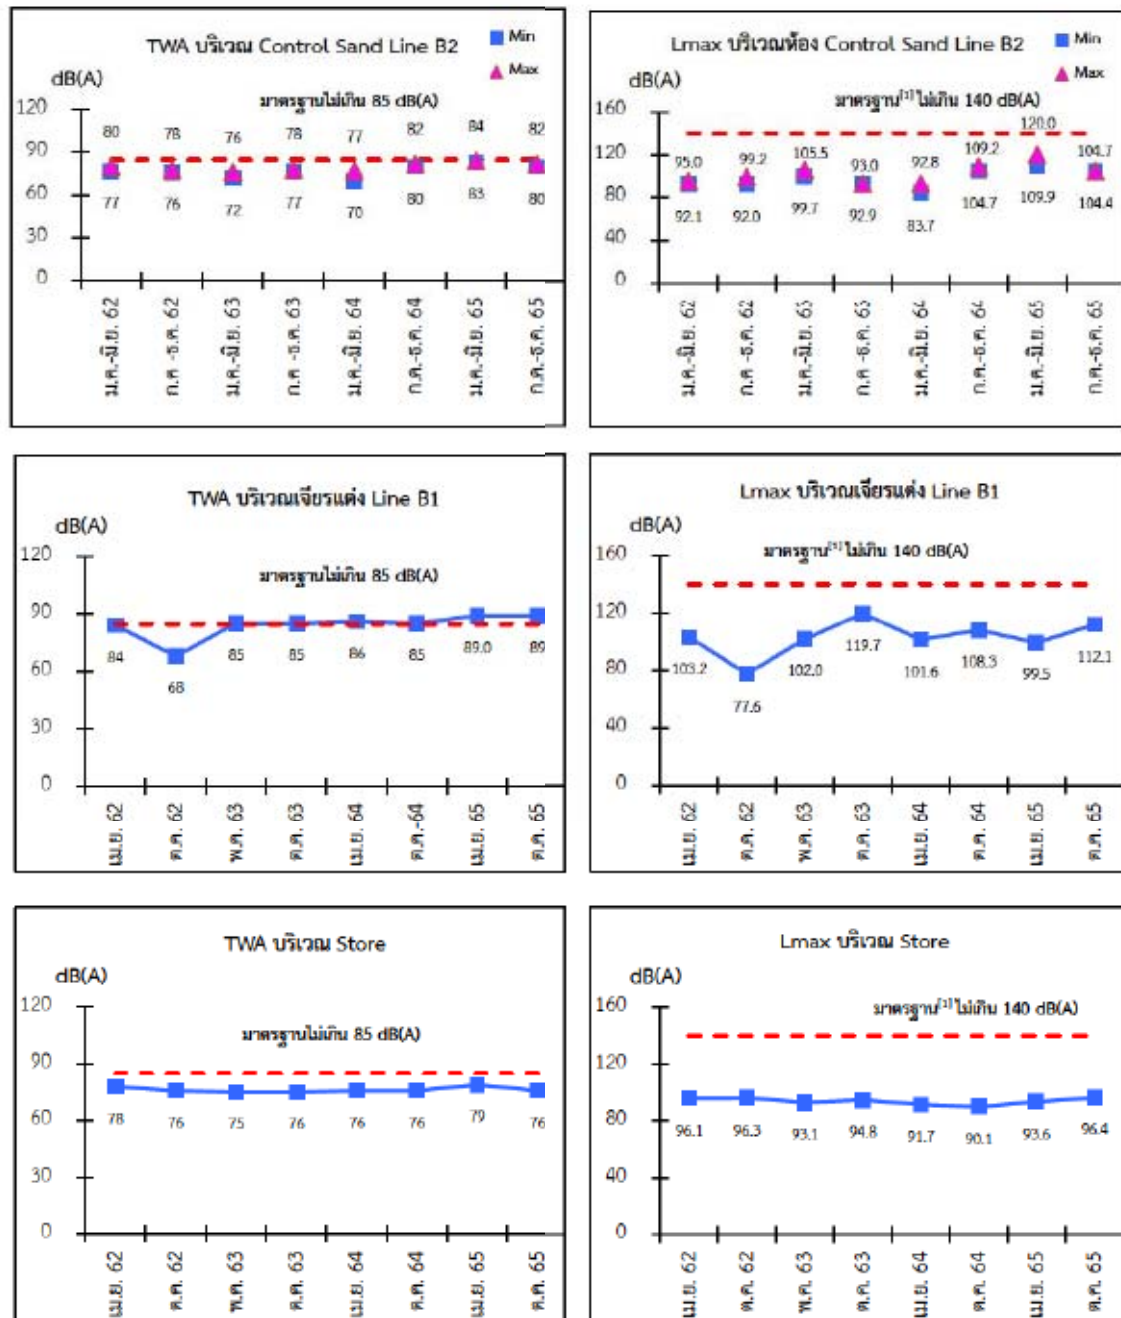 TWA บริเวณ Control Sand Line B2
Min
Max
dB(A)
มาตรฐานไม่เกิน 85 dB(A)
120
90
60
30
0
80 78 76 78 77 82 84 82
77 76 72 77 70 80 83 80
ม.ค.-มิ.ย. 62
ก.ค -ธ.ค. 62
ม.ค.-มิ.ย. 63
ก.ค -ธ.ค. 63
ม.ค.-มิ.ย. 64
ก.ค.-ธ.ค. 64
ม.ค.-มิ.ย. 65
ก.ค.-ธ.ค. 65
Lmax บริเวณห้อง Control Sand Line B2
Min
Max
dB(A)
มาตรฐาน[1] ไม่เกิน 140 dB(A)
160
120
80
40
0
95.0 99.2 105.5 93.0 92.8 109.2 120.0 104.7
92.1 92.0 99.7 92.9 83.7 104.7 109.9 104.4
ม.ค.-มิ.ย. 62
ก.ค -ธ.ค. 62
ม.ค.-มิ.ย. 63
ก.ค -ธ.ค. 63
ม.ค.-มิ.ย. 64
ก.ค.-ธ.ค. 64
ม.ค.-มิ.ย. 65
ก.ค.-ธ.ค. 65
TWA บริเวณเจียรแต่ง Line B1
dB(A)
มาตรฐานไม่เกิน 85 dB(A)
120
90
60
30
0
84 68 85 85 86 85 89.0 89
เม.ย. 62
ต.ค. 62
พ.ค. 63
ต.ค. 63
เม.ย. 64
ต.ค.-64
เม.ย. 65
ต.ค. 65
Lmax บริเวณเจียรแต่ง Line B1
dB(A)
มาตรฐาน[1] ไม่เกิน 140 dB(A)
160
120
80
40
0
103.2 77.6 102.0 119.7 101.6 108.3 99.5 112.1
เม.ย. 62
ต.ค. 62
พ.ค. 63
ต.ค. 63
เม.ย. 64
ต.ค. 64
เม.ย. 65
ต.ค. 65
TWA บริเวณ Store
dB(A)
มาตรฐานไม่เกิน 85 dB(A)
120
90
60
30
0
78 76 75 76 76 76 79 76
เม.ย. 62
ต.ค. 62
พ.ค. 63
ต.ค. 63
เม.ย. 64
ต.ค. 64
เม.ย. 65
ต.ค. 65
Lmax บริเวณ Store
dB(A)
มาตรฐาน[1] ไม่เกิน 140 dB(A)
160
120
80
40
0
96.1 96.3 93.1 94.8 91.7 90.1 93.6 96.4
เม.ย. 62
ต.ค. 62
พ.ค. 63
ต.ค. 63
เม.ย. 64
ต.ค. 64
เม.ย. 65
ต.ค. 65